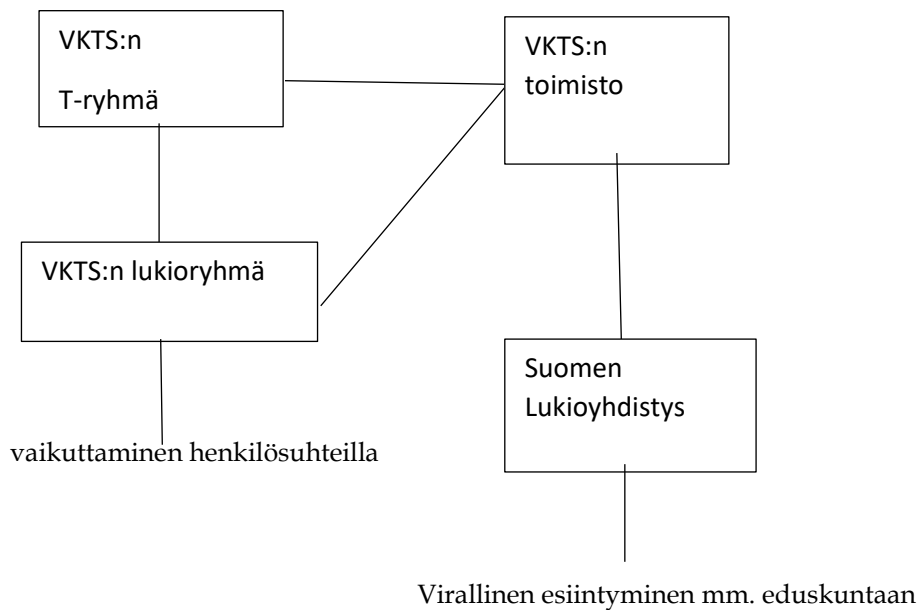 VKTS:n
T-ryhmä
VKTS:n
toimisto
VKTS:n lukioryhmä
Suomen
Lukioyhdistys
vaikuttaminen henkilösuhteilla
Virallinen esiintyminen mm. eduskuntaan